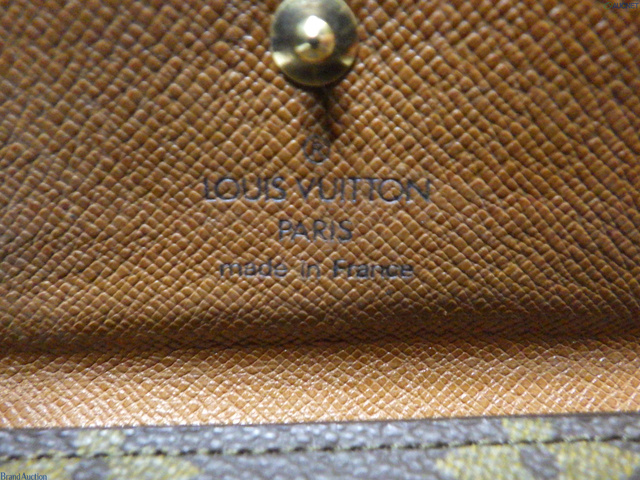 ®
LOUIS VUITTON
PARIS
made in France
BrandAuction